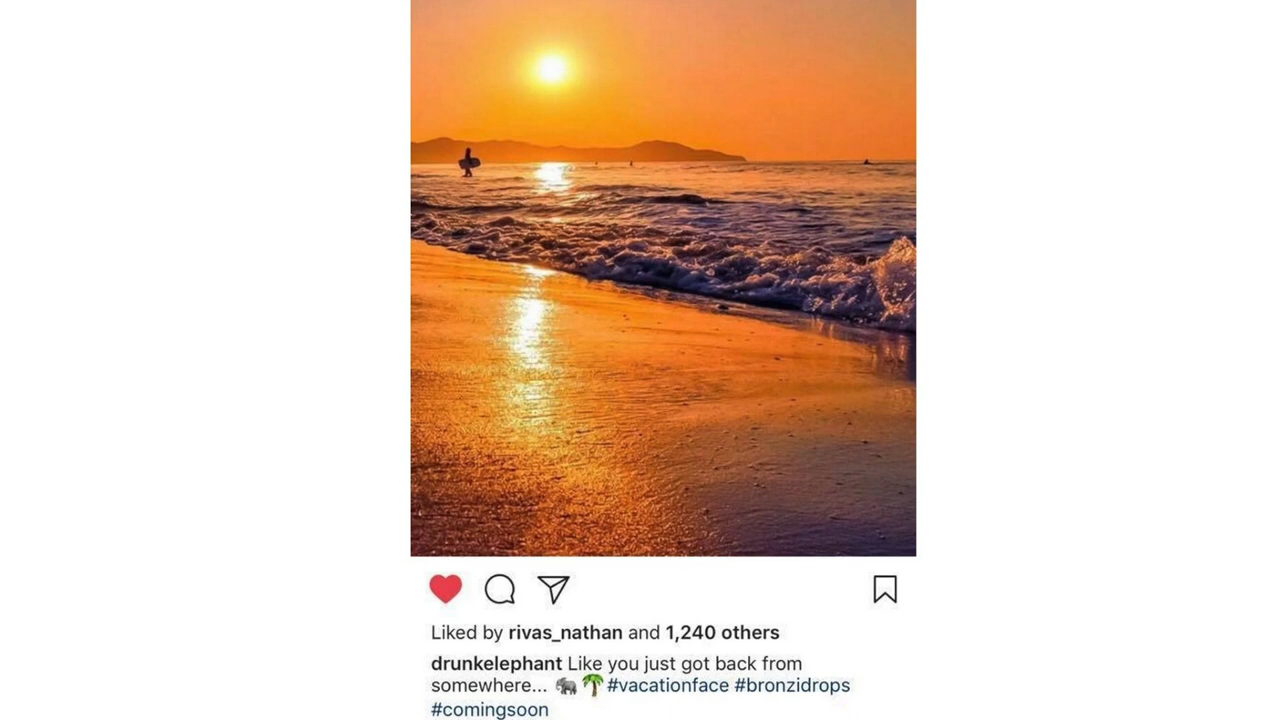 Liked by rivas_nathan and 1,240 others
drunkelephant Like you just got back from
somewhere... 🐘🌴#vacationface #bronzidrops
#comingsoon